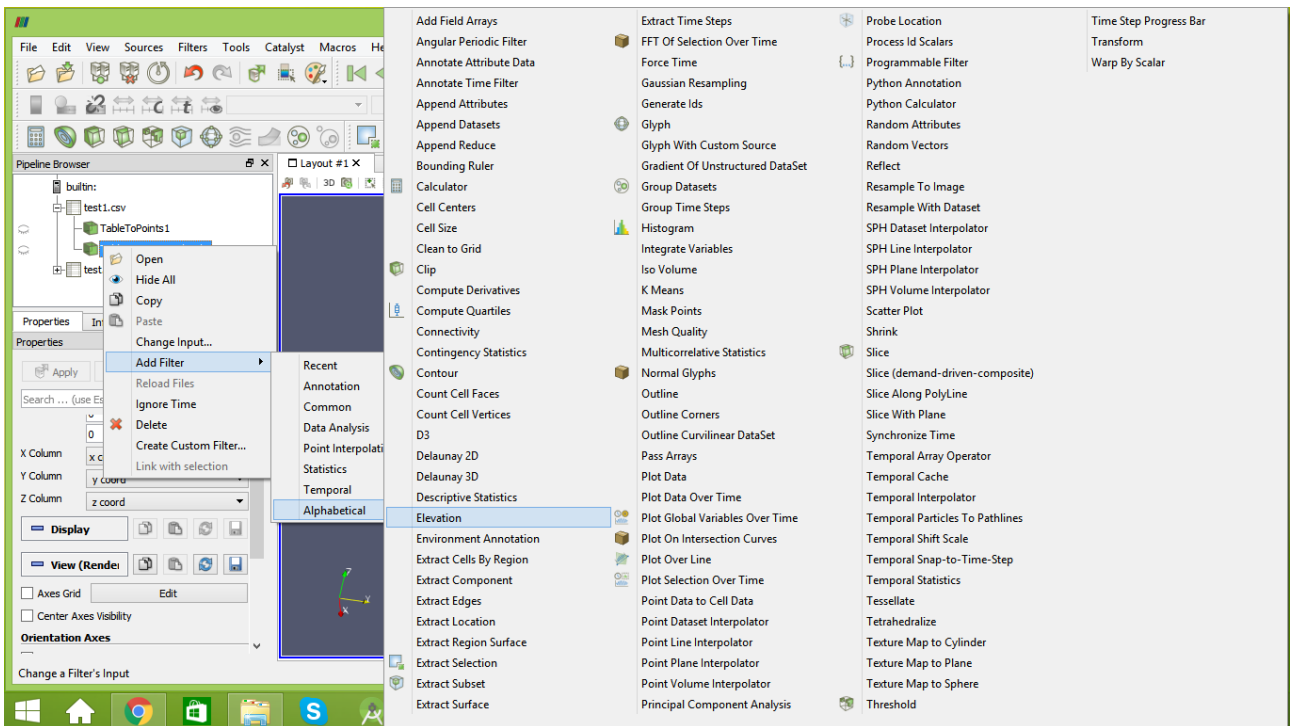 File Edit View Sources Filters Tools Catalyst Macros He
3D
Pipeline Browser
Layout #1
builtin:
test1.csv
TableToPoints1
test
Open
Hide All
Copy
Paste
Change Input...
Add Filter
Reload Files
Ignore Time
Delete
Create Custom Filter...
Link with selection
Recent
Annotation
Common
Data Analysis
Point Interpolati
Statistics
Temporal
Alphabetical
Properties In
Properties
Apply
Search ... (use Es
0
X Column x c
Y Column y coord
Z Column z coord
Display
View (Render
Axes Grid Edit
Center Axes Visibility
Orientation Axes
Change a Filter's Input
Z
Y
X
Add Field Arrays
Angular Periodic Filter
Annotate Attribute Data
Annotate Time Filter
Append Attributes
Append Datasets
Append Reduce
Bounding Ruler
Calculator
Cell Centers
Cell Size
Clean to Grid
Clip
Compute Derivatives
Compute Quartiles
Connectivity
Contingency Statistics
Contour
Count Cell Faces
Count Cell Vertices
D3
Delaunay 2D
Delaunay 3D
Descriptive Statistics
Elevation
Environment Annotation
Extract Cells By Region
Extract Component
Extract Edges
Extract Location
Extract Region Surface
Extract Selection
Extract Subset
Extract Surface
Extract Time Steps
FFT Of Selection Over Time
Force Time
Gaussian Resampling
Generate Ids
Glyph
Glyph With Custom Source
Gradient Of Unstructured DataSet
Group Datasets
Group Time Steps
Histogram
Integrate Variables
Iso Volume
K Means
Mask Points
Mesh Quality
Multicorrelative Statistics
Normal Glyphs
Outline
Outline Corners
Outline Curvilinear DataSet
Pass Arrays
Plot Data
Plot Data Over Time
Plot Global Variables Over Time
Plot On Intersection Curves
Plot Over Line
Plot Selection Over Time
Point Data to Cell Data
Point Dataset Interpolator
Point Line Interpolator
Point Plane Interpolator
Point Volume Interpolator
Principal Component Analysis
Probe Location
Process Id Scalars
Programmable Filter
Python Annotation
Python Calculator
Random Attributes
Random Vectors
Reflect
Resample To Image
Resample With Dataset
SPH Dataset Interpolator
SPH Line Interpolator
SPH Plane Interpolator
SPH Volume Interpolator
Scatter Plot
Shrink
Slice
Slice (demand-driven-composite)
Slice Along PolyLine
Slice With Plane
Synchronize Time
Temporal Array Operator
Temporal Cache
Temporal Interpolator
Temporal Particles To Pathlines
Temporal Shift Scale
Temporal Snap-to-Time-Step
Temporal Statistics
Tessellate
Tetrahedralize
Texture Map to Cylinder
Texture Map to Plane
Texture Map to Sphere
Threshold
Time Step Progress Bar
Transform
Warp By Scalar